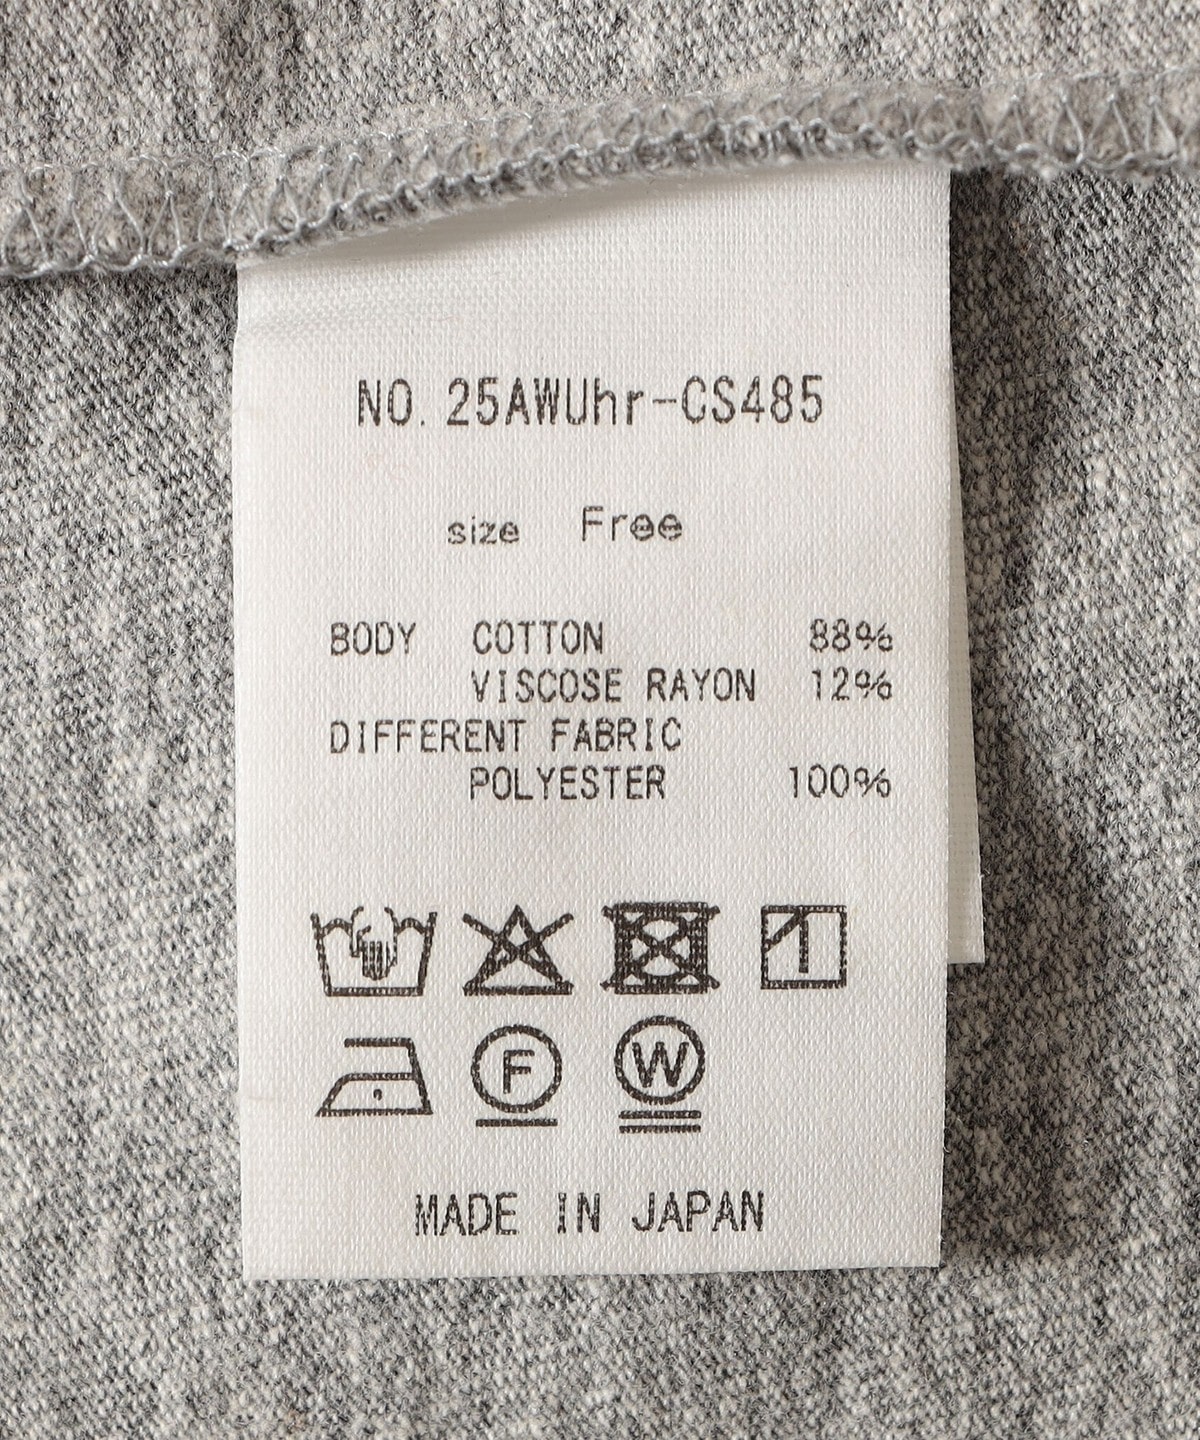 NO. 25AWUhr-CS485
size Free
BODY COTTON 88%
VISCOSE RAYON 12%
DIFFERENT FABRIC
POLYESTER 100%
F W
MADE IN JAPAN